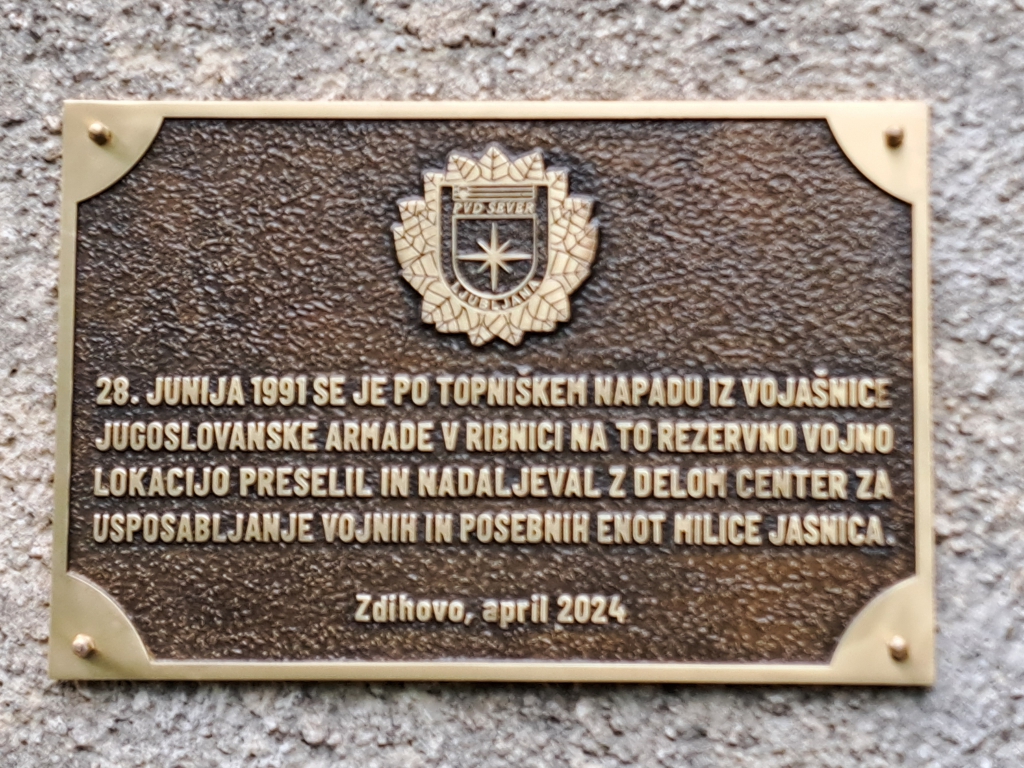 PVD SEVER
LJUBLJANA
28. JUNIJA 1991 SE JE PO TOPNIŠKEM NAPADU IZ VOJAŠNICE
JUGOSLOVANSKE ARMADE V RIBNICI NA TO REZERVNO VOJNO
LOKACIJO PRESELIL IN NADALJEVAL Z DELOM CENTER ZA
USPOSABLJANJE VOJNIH IN POSEBNIH ENOT MILICE JASNICA.
Zdihovo, april 2024